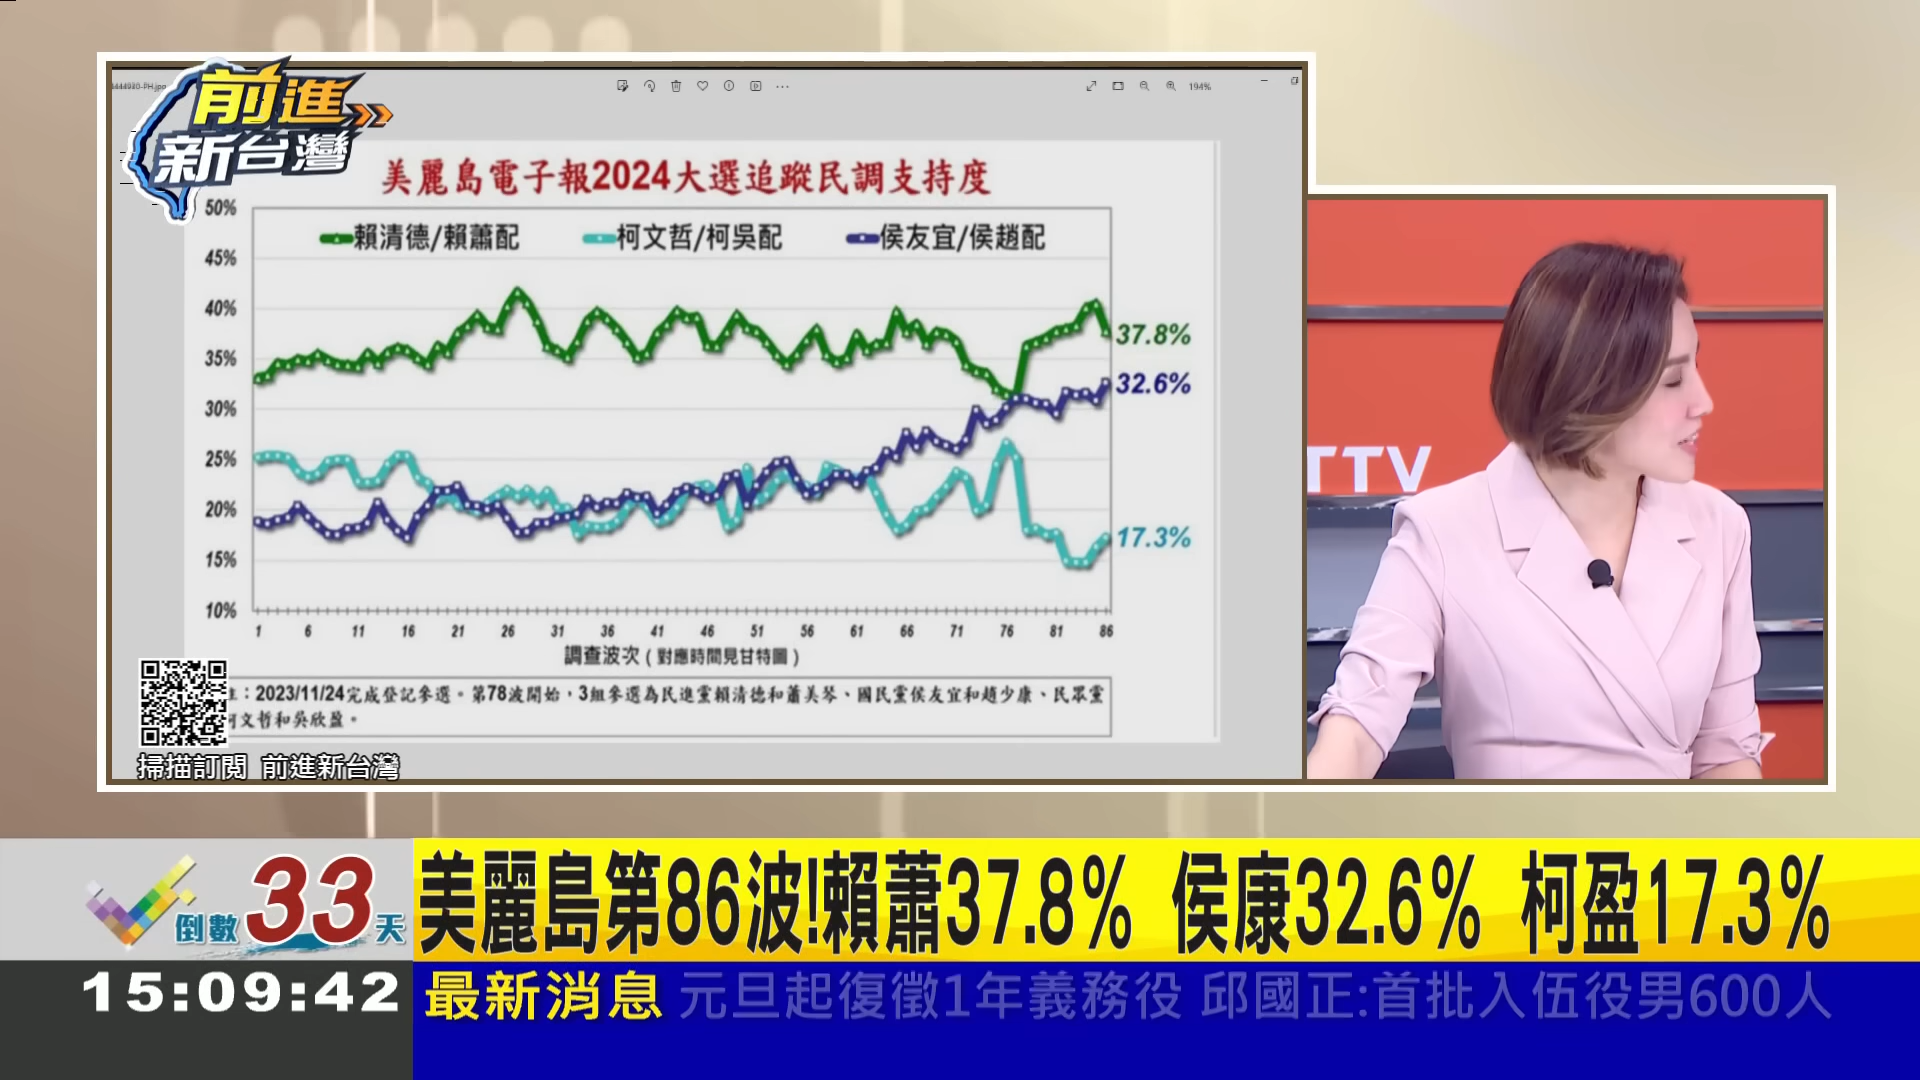 前進
新台灣
444930-PH.jpg
194%
美麗島電子報2024大選追蹤民調支持度
賴清德/賴蕭配 柯文哲/柯吳配 侯友宜/侯趙配
50%
45%
40%
35%
30%
25%
20%
15%
10%
37.8%
32.6%
17.3%
1 6 11 16 21 26 31 36 41 46 51 56 61 66 71 76 81 86
調查波次(對應時間見甘特圖)
:2023/11/24完成登記參選。第78波開始,3組參選為民進黨賴清德和蕭美琴、國民黨侯友宜和趙少康、民眾黨
柯文哲和吳欣盈。
掃描訂閱 前進新台灣
TTV
倒數33天
美麗島第86波!賴蕭37.8% 侯康32.6% 柯盈17.3%
15:09:42
最新消息 元旦起復徵1年義務役 邱國正:首批入伍役男600人